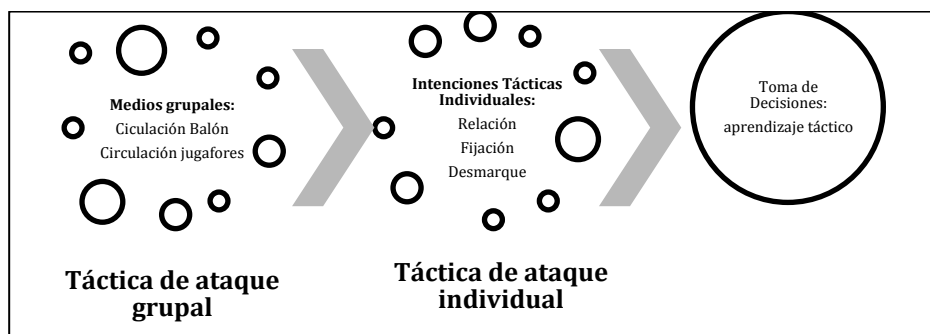 Medios grupales:
Ciculación Balón
Circulación jugafores
Táctica de ataque
grupal
Intenciones Tácticas
Individuales:
Relación
Fijación
Desmarque
Táctica de ataque
individual
Toma de
Decisiones:
aprendizaje táctico